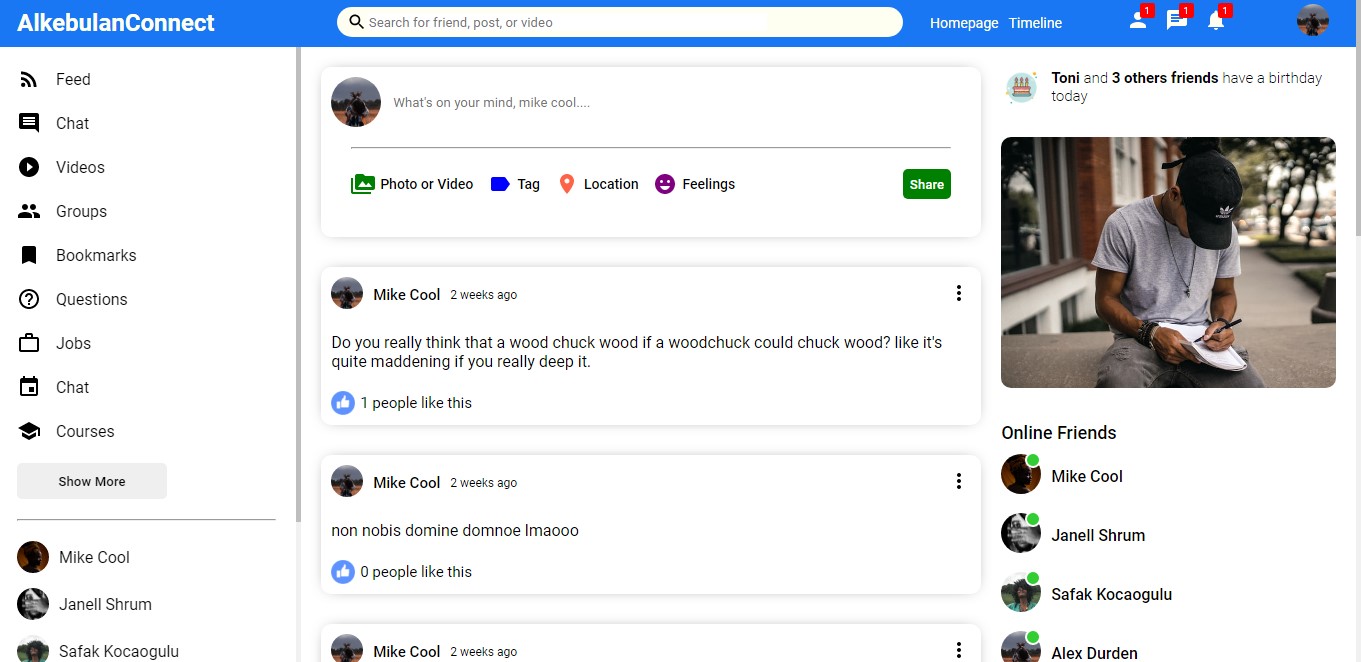 AlkebulanConnect
Search for friend, post, or video
Homepage Timeline
1
1
1
Feed
Chat
Videos
Groups
Bookmarks
Questions
Jobs
Chat
Courses
Show More
Mike Cool
Janell Shrum
Safak Kocaogulu
What's on your mind, mike cool....
Photo or Video Tag Location Feelings Share
Mike Cool 2 weeks ago
Do you really think that a wood chuck wood if a woodchuck could chuck wood? like it's
quite maddening if you really deep it.
1 people like this
Mike Cool 2 weeks ago
non nobis domine domnoe lmaooo
0 people like this
Mike Cool 2 weeks ago
Toni and 3 others friends have a birthday
today
Online Friends
Mike Cool
Janell Shrum
Safak Kocaogulu
Alex Durden